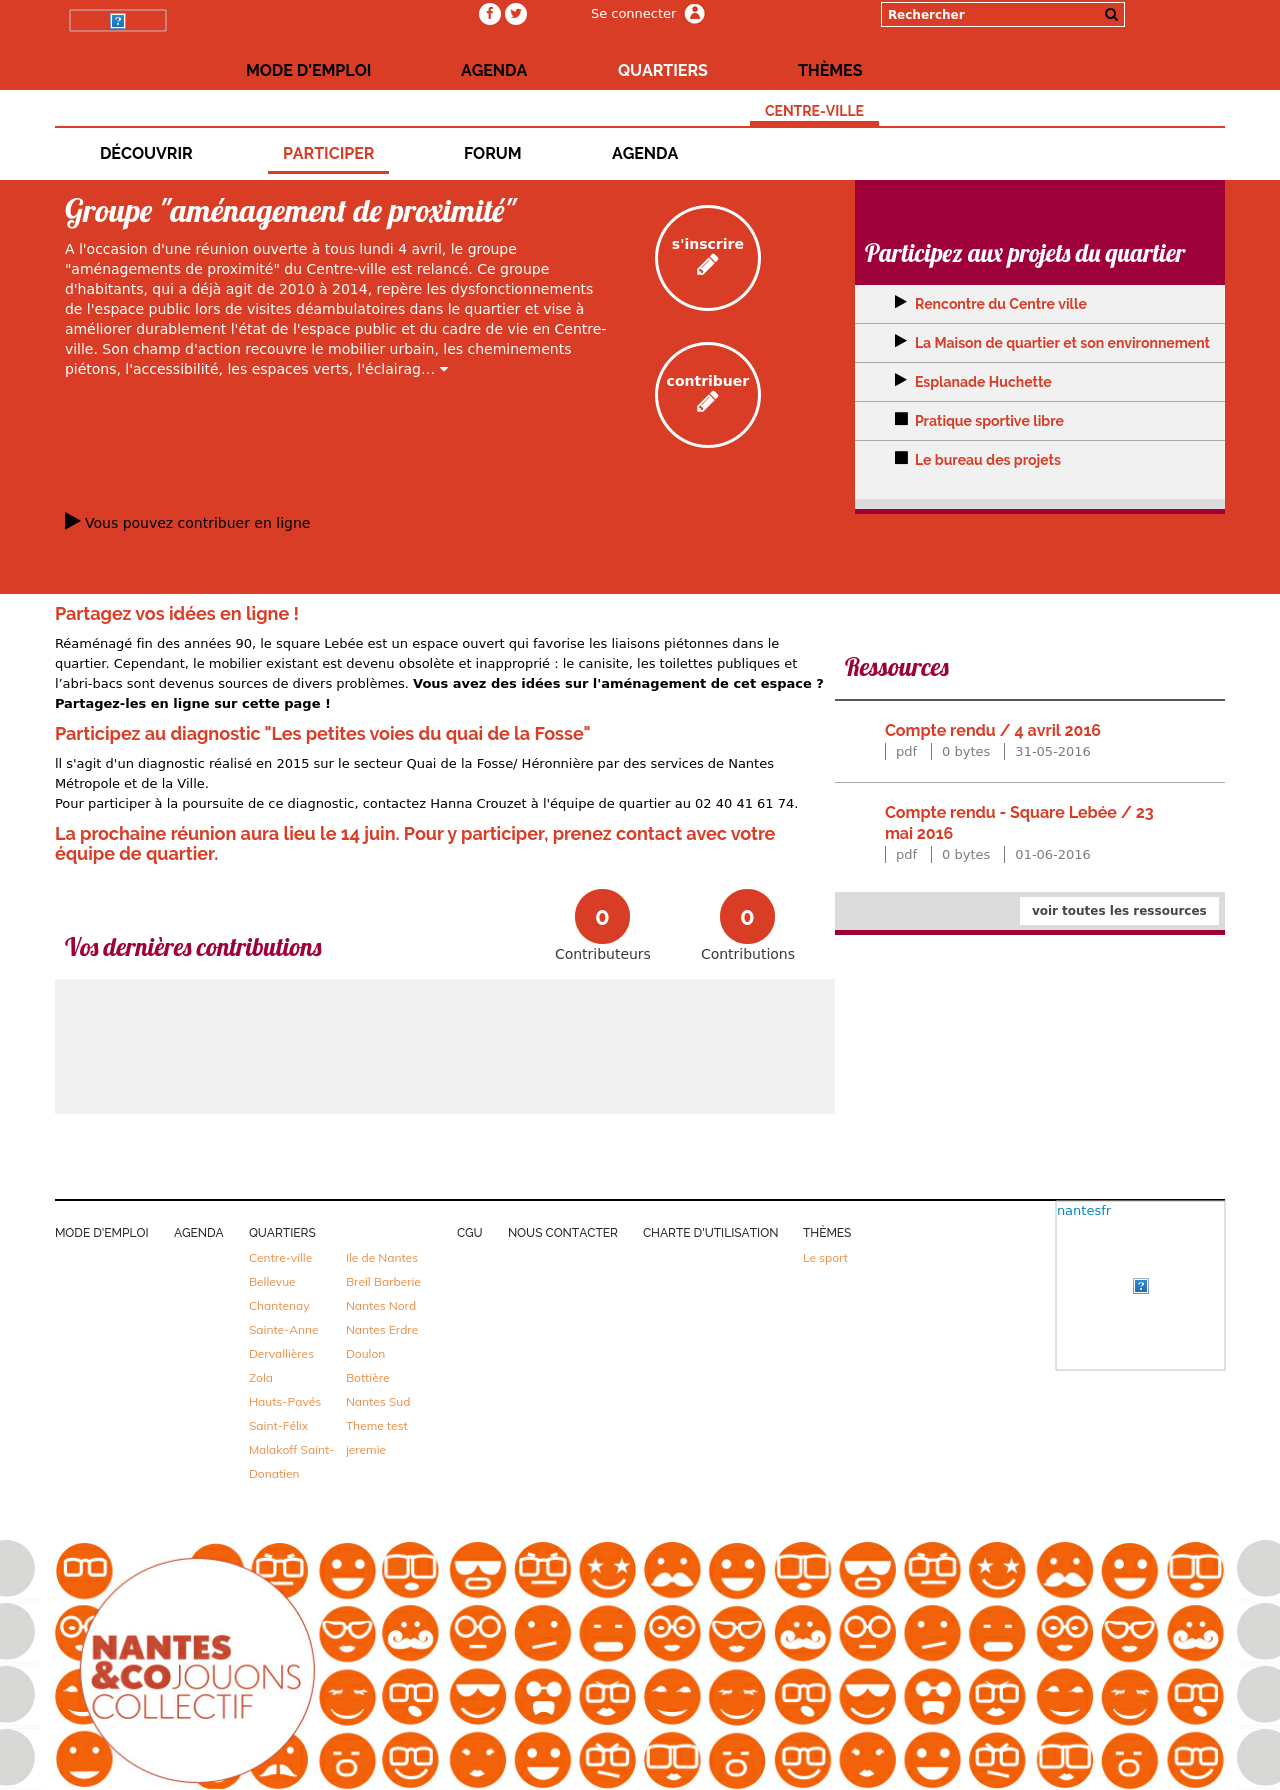 Se connecter
Rechercher
MODE D'EMPLOI
AGENDA
QUARTIERS
THÈMES
CENTRE-VILLE
DÉCOUVRIR
PARTICIPER
FORUM
AGENDA
Groupe "aménagement de proximité"
A l'occasion d'une réunion ouverte à tous lundi 4 avril, le groupe
"aménagements de proximité" du Centre-ville est relancé. Ce groupe
d'habitants, qui a déjà agit de 2010 à 2014, repère les dysfonctionnements
de l'espace public lors de visites déambulatoires dans le quartier et vise à
améliorer durablement l'état de l'espace public et du cadre de vie en Centre-
ville. Son champ d'action recouvre le mobilier urbain, les cheminements
piétons, l'accessibilité, les espaces verts, l'éclairag...
s'inscrire
contribuer
Vous pouvez contribuer en ligne
Participez aux projets du quartier
Rencontre du Centre ville
La Maison de quartier et son environnement
Esplanade Huchette
Pratique sportive libre
Le bureau des projets
Partagez vos idées en ligne !
Réaménagé fin des années 90, le square Lebée est un espace ouvert qui favorise les liaisons piétonnes dans le
quartier. Cependant, le mobilier existant est devenu obsolète et inapproprié : le canisite, les toilettes publiques et
l’abri-bacs sont devenus sources de divers problèmes. Vous avez des idées sur l'aménagement de cet espace ?
Partagez-les en ligne sur cette page !
Participez au diagnostic "Les petites voies du quai de la Fosse"
Il s'agit d'un diagnostic réalisé en 2015 sur le secteur Quai de la Fosse/ Héronnière par des services de Nantes
Métropole et de la Ville.
Pour participer à la poursuite de ce diagnostic, contactez Hanna Crouzet à l'équipe de quartier au 02 40 41 61 74.
La prochaine réunion aura lieu le 14 juin. Pour y participer, prenez contact avec votre
équipe de quartier.
Vos dernières contributions
0
Contributeurs
0
Contributions
Ressources
Compte rendu / 4 avril 2016
pdf
0 bytes
31-05-2016
Compte rendu - Square Lebée / 23
mai 2016
pdf
0 bytes
01-06-2016
voir toutes les ressources
MODE D'EMPLOI
AGENDA
QUARTIERS
Centre-ville
Bellevue
Chantenay
Sainte-Anne
Dervallières
Zola
Hauts-Pavés
Saint-Félix
Malakoff Saint-
Donatien
Ile de Nantes
Breil Barberie
Nantes Nord
Nantes Erdre
Doulon
Bottière
Nantes Sud
Theme test
jeremie
CGU
NOUS CONTACTER
CHARTE D'UTILISATION
THÈMES
Le sport
nantesfr
NANTES
&COJOUONS
COLLECTIF